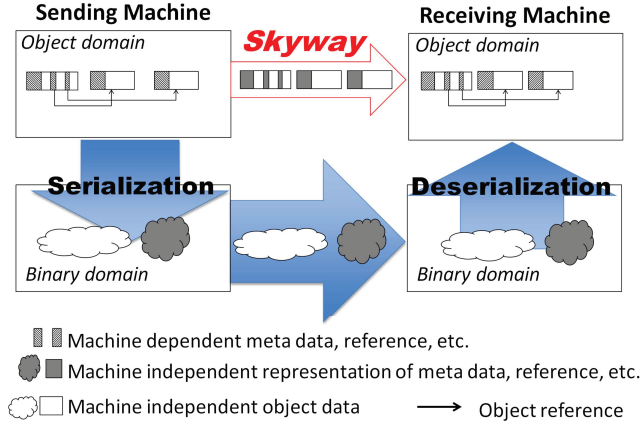 Sending Machine
Receiving Machine
Object domain
Skyway
Object domain
Serialization
Deserialization
Binary domain
Binary domain
Machine dependent meta data, reference, etc.
Machine independent representation of meta data, reference, etc.
Machine independent object data
Object reference